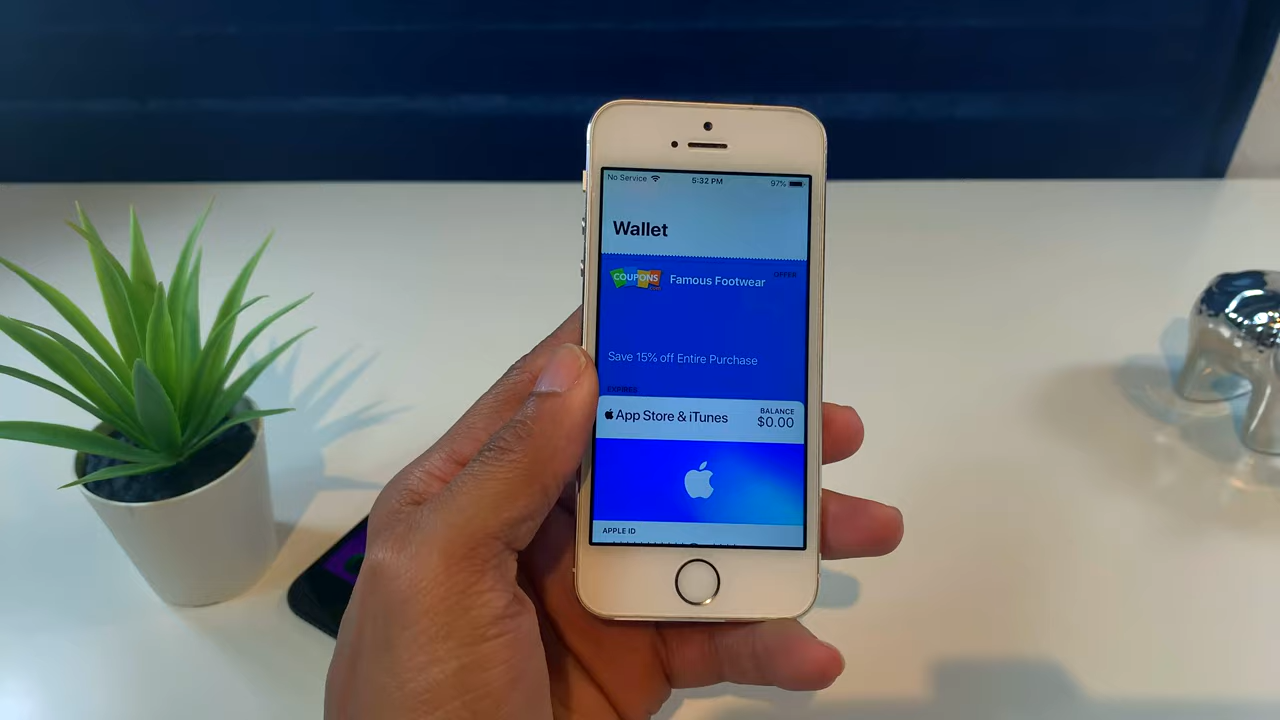 No Service 5:32 PM 97%
Wallet
COUPONS Famous Footwear OFFER
Save 15% off Entire Purchase
EXPIRES
App Store & iTunes BALANCE
$0.00
APPLE ID